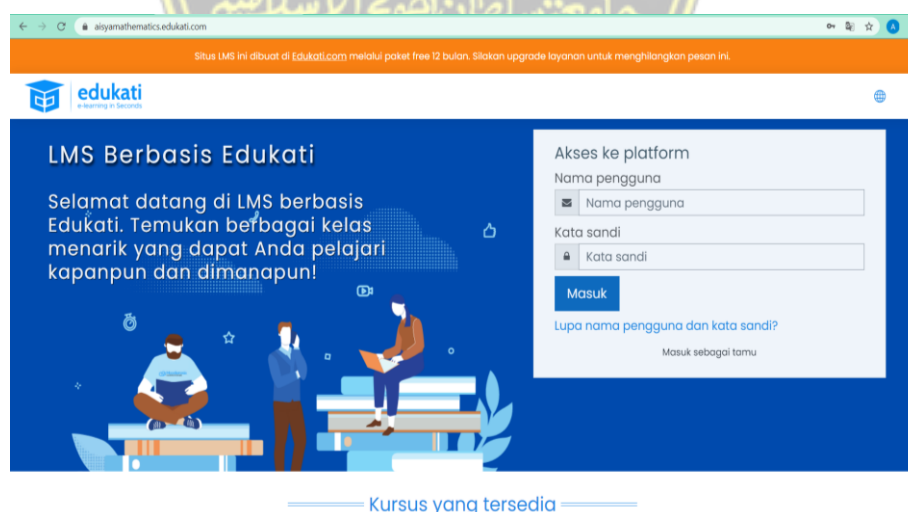 aisyamathematics.edukati.com
A
Situs LMS ini dibuat di Edukati.com melalui paket free 12 bulan. Silakan upgrade layanan untuk menghilangkan pesan ini.
edukati
e-learning in Seconds
LMS Berbasis Edukati
Selamat datang di LMS berbasis
Edukati. Temukan berbagai kelas
menarik yang dapat Anda pelajari
kapanpun dan dimanapun!
Akses ke platform
Nama pengguna
Nama pengguna
Kata sandi
Kata sandi
Masuk
Lupa nama pengguna dan kata sandi?
Masuk sebagai tamu
Kursus yang tersedia